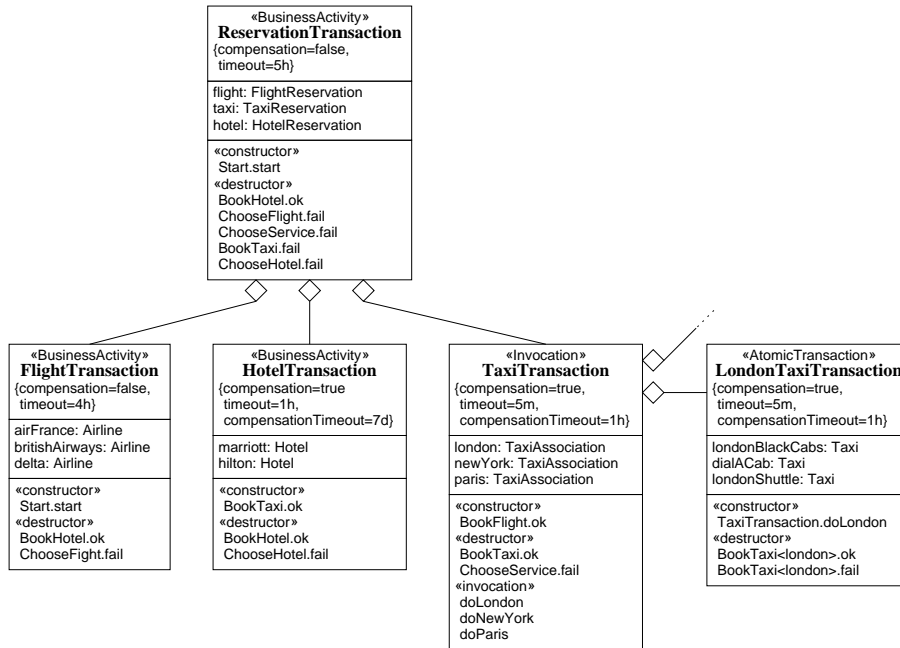 «BusinessActivity»
ReservationTransaction
{compensation=false,
timeout=5h}
flight: FlightReservation
taxi: TaxiReservation
hotel: HotelReservation
«constructor»
Start.start
«destructor»
BookHotel.ok
ChooseFlight.fail
ChooseService.fail
BookTaxi.fail
ChooseHotel.fail
«BusinessActivity»
FlightTransaction
{compensation=false,
timeout=4h}
airFrance: Airline
britishAirways: Airline
delta: Airline
«constructor»
Start.start
«destructor»
BookHotel.ok
ChooseFight.fail
«BusinessActivity»
HotelTransaction
{compensation=true
timeout=1h,
compensationTimeout=7d}
marriott: Hotel
hilton: Hotel
«constructor»
BookTaxi.ok
«destructor»
BookHotel.ok
ChooseHotel.fail
«Invocation»
TaxiTransaction
{compensation=true,
timeout=5m,
compensationTimeout=1h}
london: TaxiAssociation
newYork: TaxiAssociation
paris: TaxiAssociation
«constructor»
BookFlight.ok
«destructor»
BookTaxi.ok
ChooseService.fail
«invocation»
doLondon
doNewYork
doParis
«AtomicTransaction»
LondonTaxiTransaction
{compensation=true,
timeout=5m,
compensationTimeout=1h}
londonBlackCabs: Taxi
dialACab: Taxi
londonShuttle: Taxi
«constructor»
TaxiTransaction.doLondon
«destructor»
BookTaxi<london>.ok
BookTaxi<london>.fail